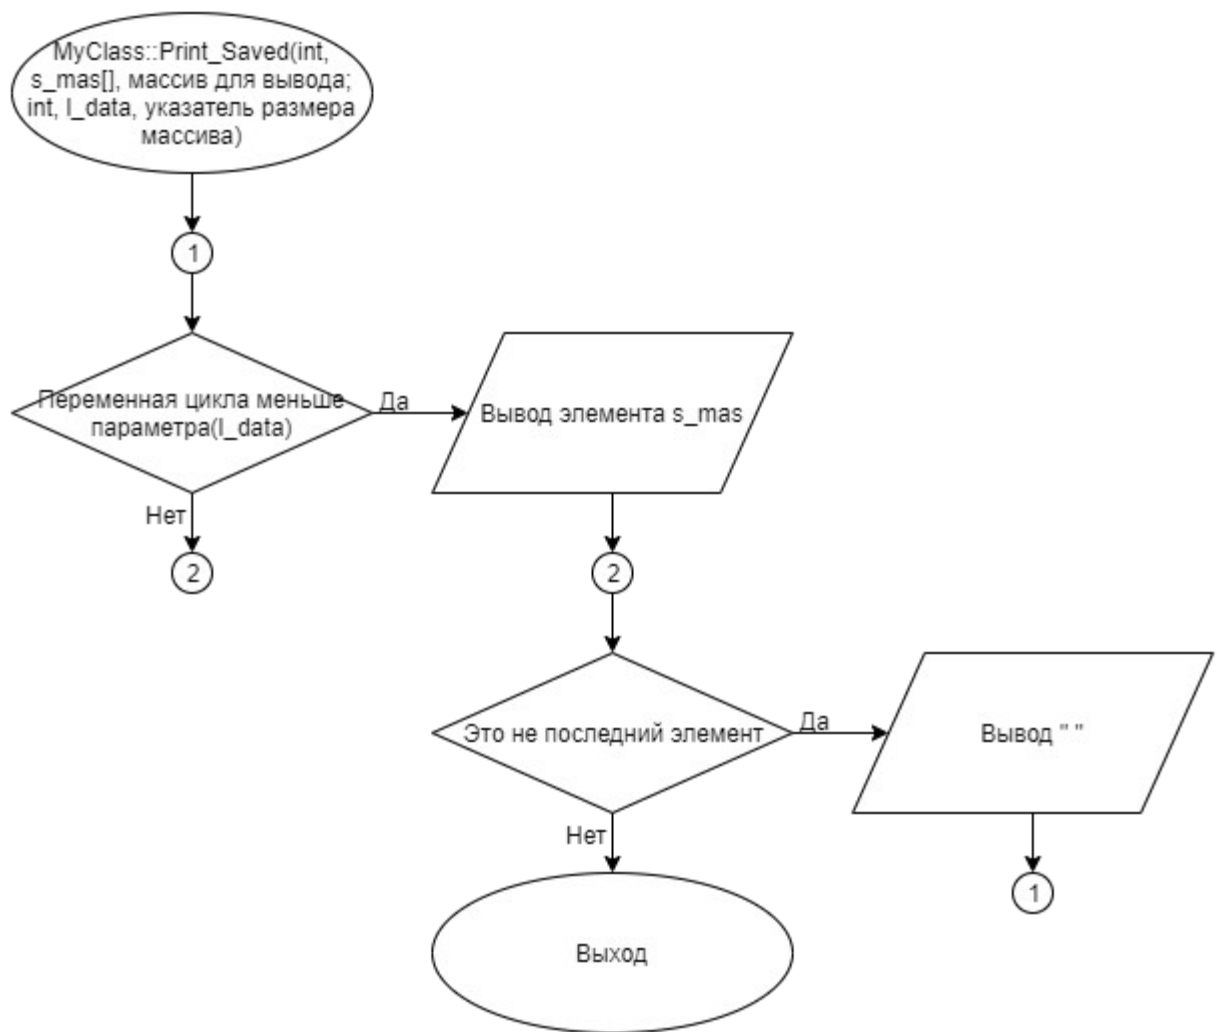 MyClass::Print_Saved(int,
s_mas[], массив для вывода;
int, l_data, указатель размера
массива)
1
Переменная цикла меньше
параметра(l_data)
Да
Вывод элемента s_mas
Нет
2
2
Это не последний элемент
Да
Вывод " "
Нет
1
Выход